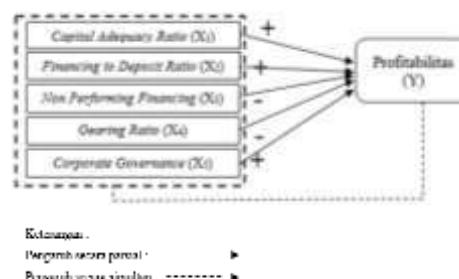 Capital Adequacy Ratio (X₁)
+
Financing to Deposit Ratio (X₂)
+
Non Performing Financing (X₃)
-
Gearing Ratio (X₄)
-
Corporate Governance (X₅)
+
Profitabilitas
(Y)
Keterangan :
Pengaruh secara parsial :
Pengaruh secara simultan